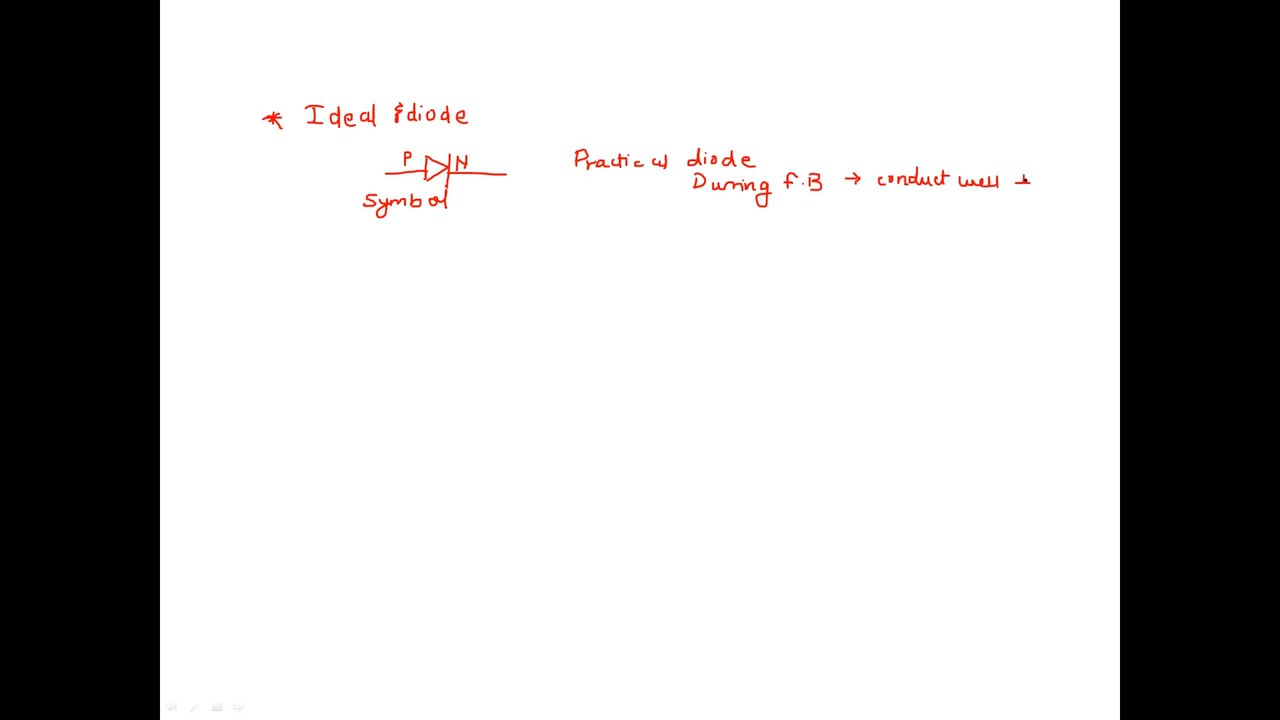 * Ideal diode
P N
Symbol
Practical diode
During F.B → conduct well